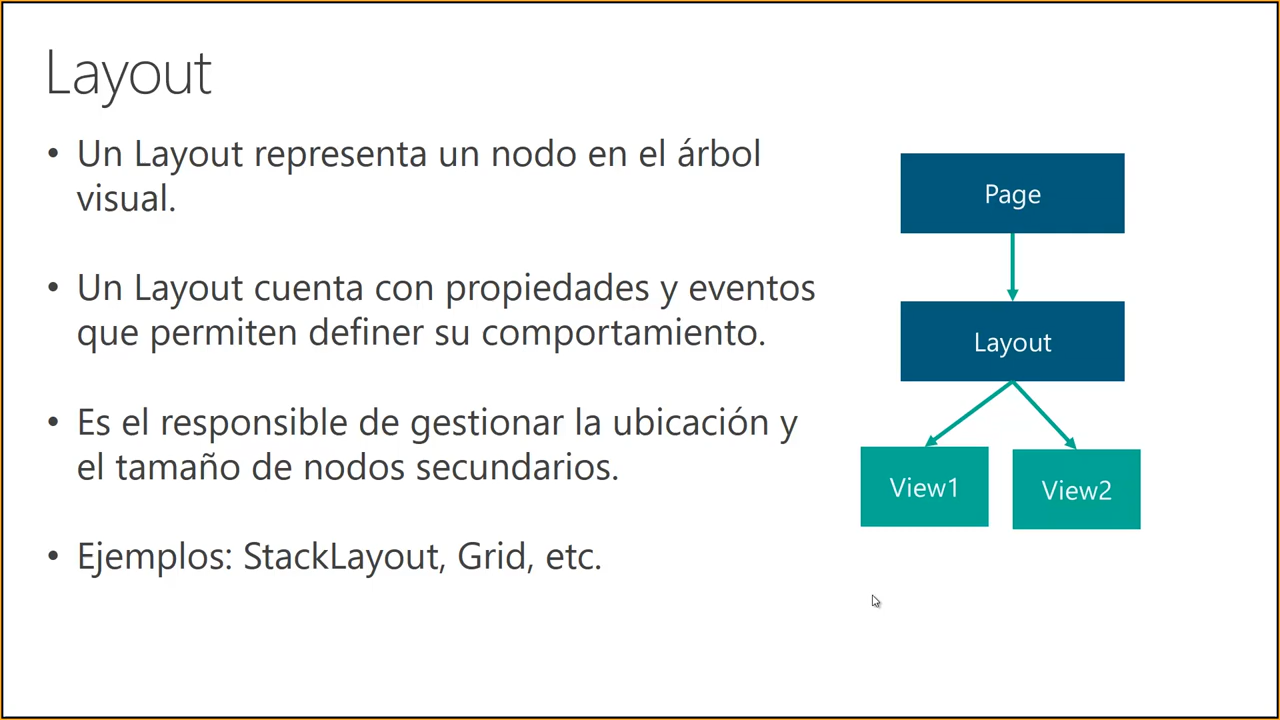 Layout
• Un Layout representa un nodo en el árbol
visual.
• Un Layout cuenta con propiedades y eventos
que permiten definer su comportamiento.
• Es el responsible de gestionar la ubicación y
el tamaño de nodos secundarios.
• Ejemplos: StackLayout, Grid, etc.
Page
Layout
View1
View2